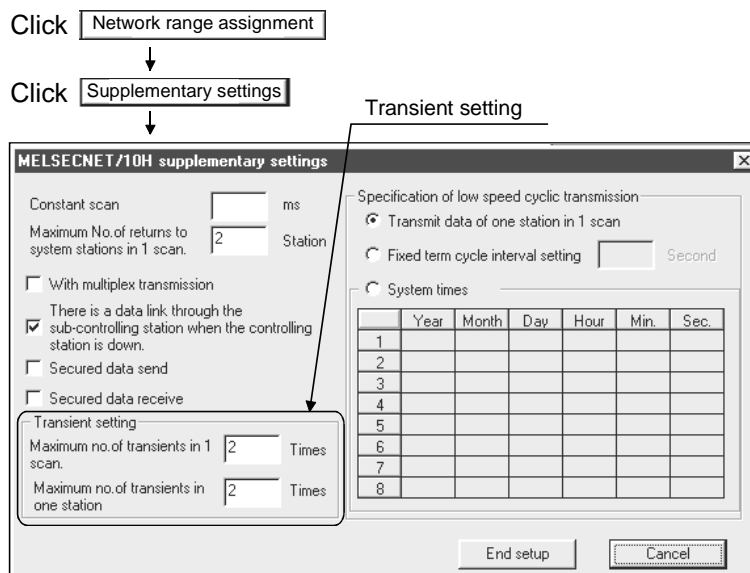 Click Network range assignment
Click Supplementary settings
Transient setting
MELSECNET/10H supplementary settings
Constant scan ms
Maximum No.of returns to
system stations in 1 scan. 2 Station
With multiplex transmission
There is a data link through the
sub-controlling station when the controlling
station is down.
Secured data send
Secured data receive
Transient setting
Maximum no.of transients in 1
scan. 2 Times
Maximum no.of transients in
one station 2 Times
Specification of low speed cyclic transmission
Transmit data of one station in 1 scan
Fixed term cycle interval setting Second
System times
Year Month Day Hour Min. Sec.
1
2
3
4
5
6
7
8
End setup Cancel